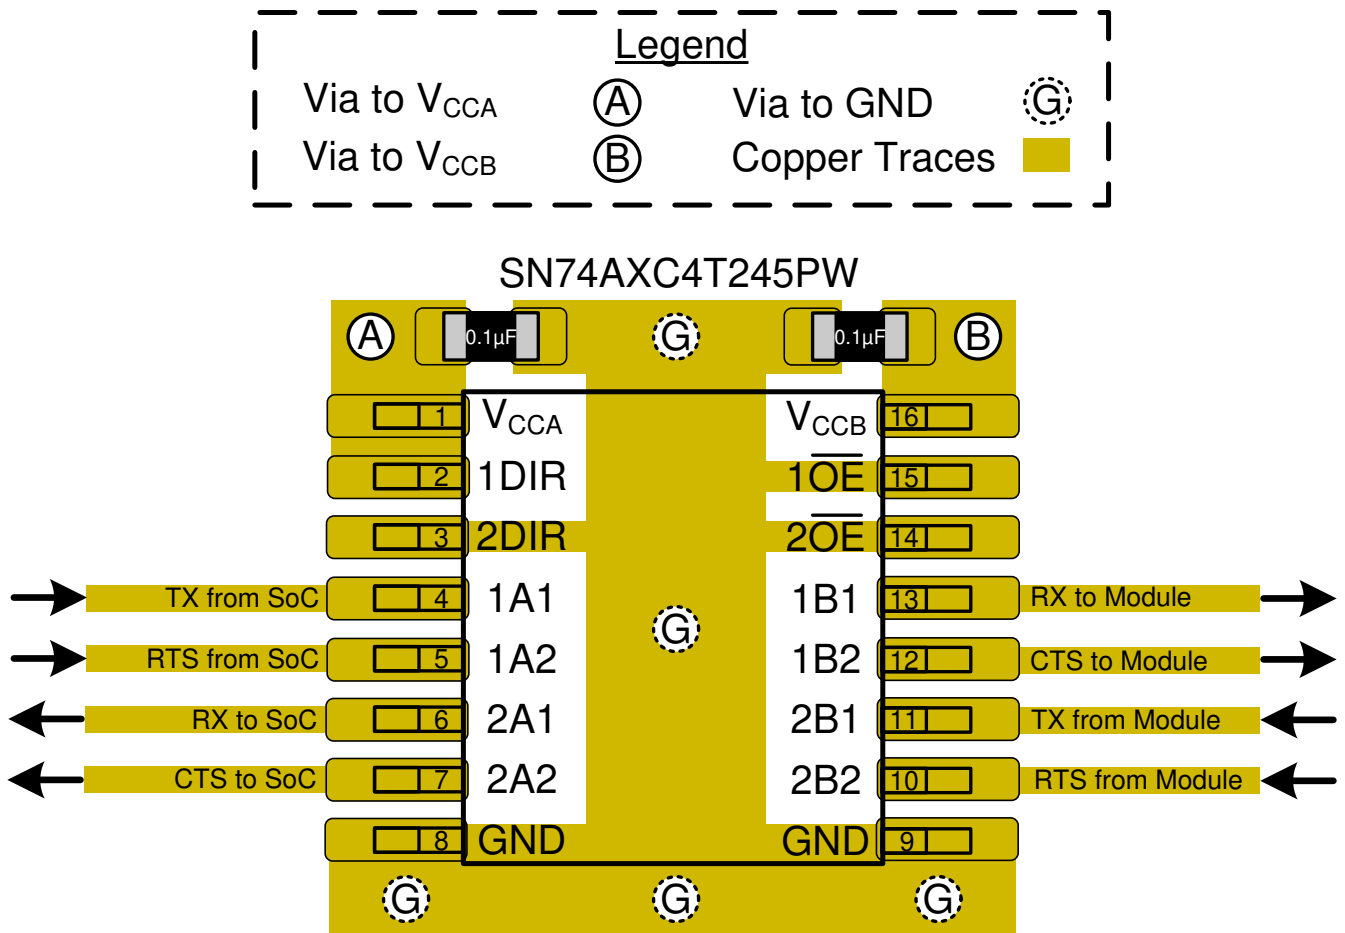 Legend
Via to VCCA A Via to GND G
Via to VCCB B Copper Traces
SN74AXC4T245PW
A 0.1µF G 0.1µF B
1 VCCA VCCB 16
2 1DIR 1O̅E̅ 15
3 2DIR 2O̅E̅ 14
TX from SoC 4 1A1 1B1 13 RX to Module
G
RTS from SoC 5 1A2 1B2 12 CTS to Module
RX to SoC 6 2A1 2B1 11 TX from Module
CTS to SoC 7 2A2 2B2 10 RTS from Module
8 GND GND 9
G G G